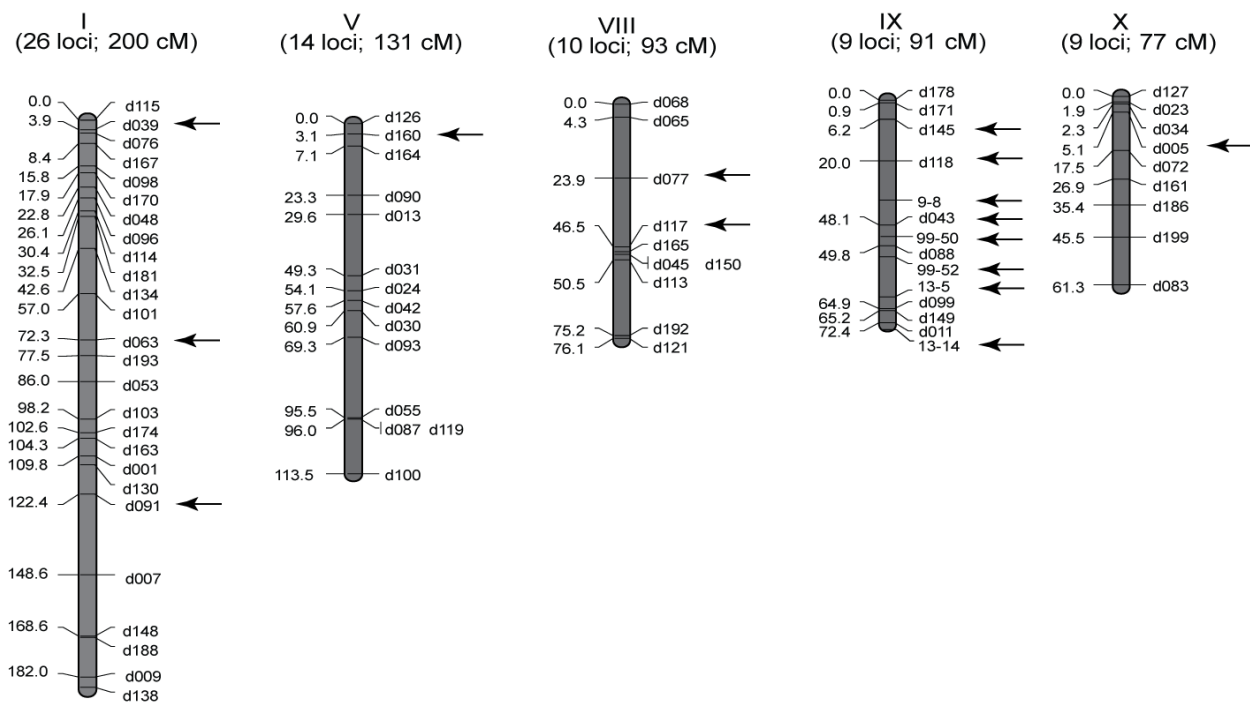 I
(26 loci; 200 cM)
0.0
3.9
8.4
15.8
17.9
22.8
26.1
30.4
32.5
42.6
57.0
72.3
77.5
86.0
98.2
102.6
104.3
109.8
122.4
148.6
168.6
182.0
d115
d039
d076
d167
d098
d170
d048
d096
d114
d181
d134
d101
d063
d193
d053
d103
d174
d163
d001
d130
d091
d007
d148
d188
d009
d138
V
(14 loci; 131 cM)
0.0
3.1
7.1
23.3
29.6
49.3
54.1
57.6
60.9
69.3
95.5
96.0
113.5
d126
d160
d164
d090
d013
d031
d024
d042
d030
d093
d055
d087 d119
d100
VIII
(10 loci; 93 cM)
0.0
4.3
23.9
46.5
50.5
75.2
76.1
d068
d065
d077
d117
d165
d045 d150
d113
d192
d121
IX
(9 loci; 91 cM)
0.0
0.9
6.2
20.0
48.1
49.8
64.9
65.2
72.4
d178
d171
d145
d118
9-8
d043
99-50
d088
99-52
13-5
d099
d149
d011
13-14
X
(9 loci; 77 cM)
0.0
1.9
2.3
5.1
17.5
26.9
35.4
45.5
61.3
d127
d023
d034
d005
d072
d161
d186
d199
d083